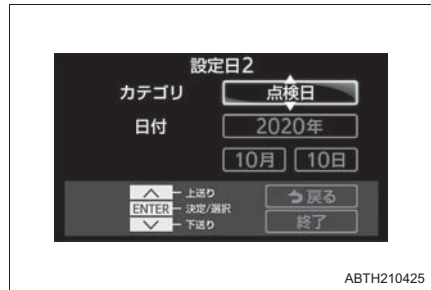 設定日2
カテゴリ 点検日
日付 2020年
10月 10日
上送り 戻る
ENTER 決定/選択
下送り 終了
ABTH210425